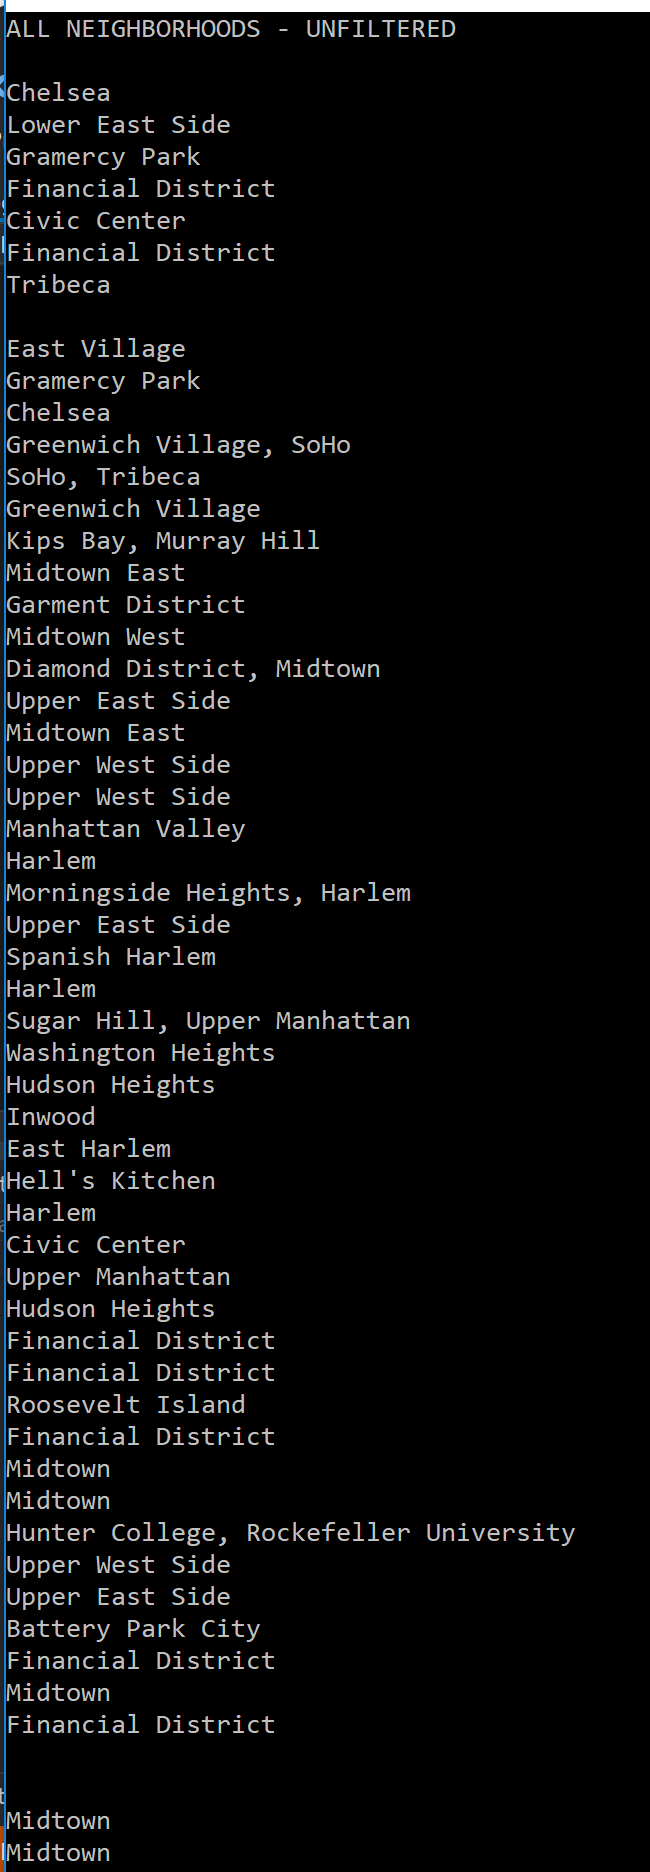 ALL NEIGHBORHOODS - UNFILTERED
Chelsea
Lower East Side
Gramercy Park
Financial District
Civic Center
Financial District
Tribeca
East Village
Gramercy Park
Chelsea
Greenwich Village, SoHo
SoHo, Tribeca
Greenwich Village
Kips Bay, Murray Hill
Midtown East
Garment District
Midtown West
Diamond District, Midtown
Upper East Side
Midtown East
Upper West Side
Upper West Side
Manhattan Valley
Harlem
Morningside Heights, Harlem
Upper East Side
Spanish Harlem
Harlem
Sugar Hill, Upper Manhattan
Washington Heights
Hudson Heights
Inwood
East Harlem
Hell's Kitchen
Harlem
Civic Center
Upper Manhattan
Hudson Heights
Financial District
Financial District
Roosevelt Island
Financial District
Midtown
Midtown
Hunter College, Rockefeller University
Upper West Side
Upper East Side
Battery Park City
Financial District
Midtown
Financial District
Midtown
Midtown